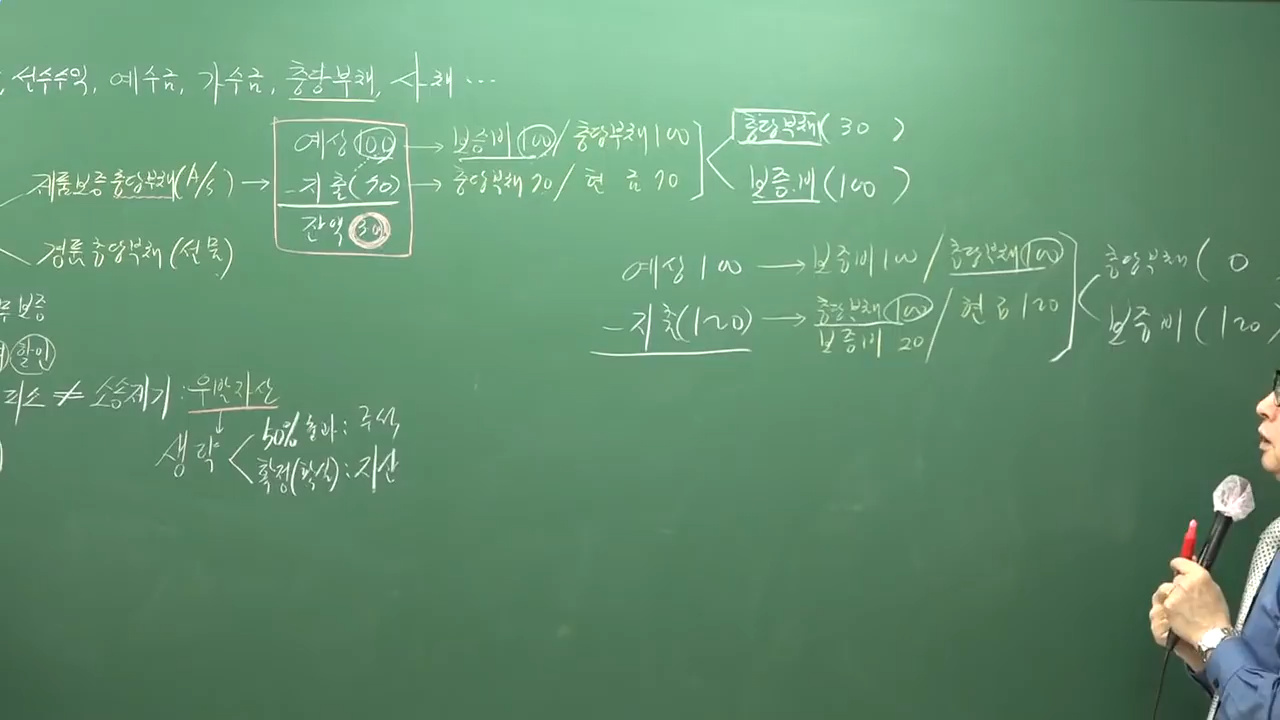 , 선수수익, 예수금, 가수금, 충당부채, 사채 ...
예상 100 → 보증비 100 / 충당부채 100
충당부채 ( 30 )
제품보증충당부채(A/s) → -지출(70) → 충당부채 70 / 현금 70
보증비 (100 )
잔액 30
경품충당부채 (선물)
예상 100 → 보증비 100 / 충당부채 100
충당부채 ( 0
-지출(120) → 충당부채 100 / 현금 120
보증비 20
보증비 (120 )
보증
할인
피소 ≠ 소송제기 : 우발자산
↓
생략
50% 초과 : 주석
확정(확실) : 자산